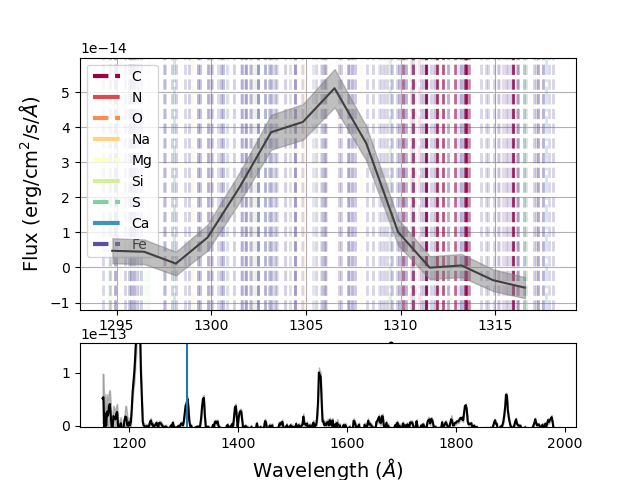 1e−14
Flux (erg/cm²/s/Å)
5
4
3
2
1
0
−1
C
N
O
Na
Mg
Si
S
Ca
Fe
1295 1300 1305 1310 1315
1e−13
1
0
1200 1400 1600 1800 2000
Wavelength (Å)